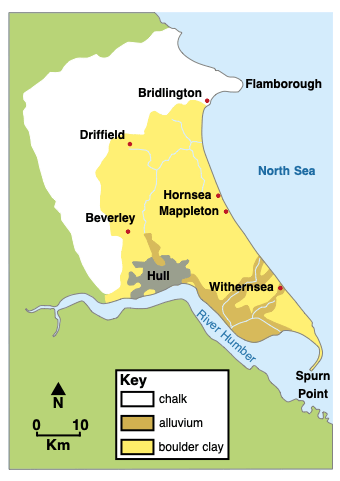 Flamborough
Bridlington
Driffield
North Sea
Hornsea
Mappleton
Beverley
Hull
Withernsea
River Humber
Spurn
Point
N
0 10
Km
Key
chalk
alluvium
boulder clay